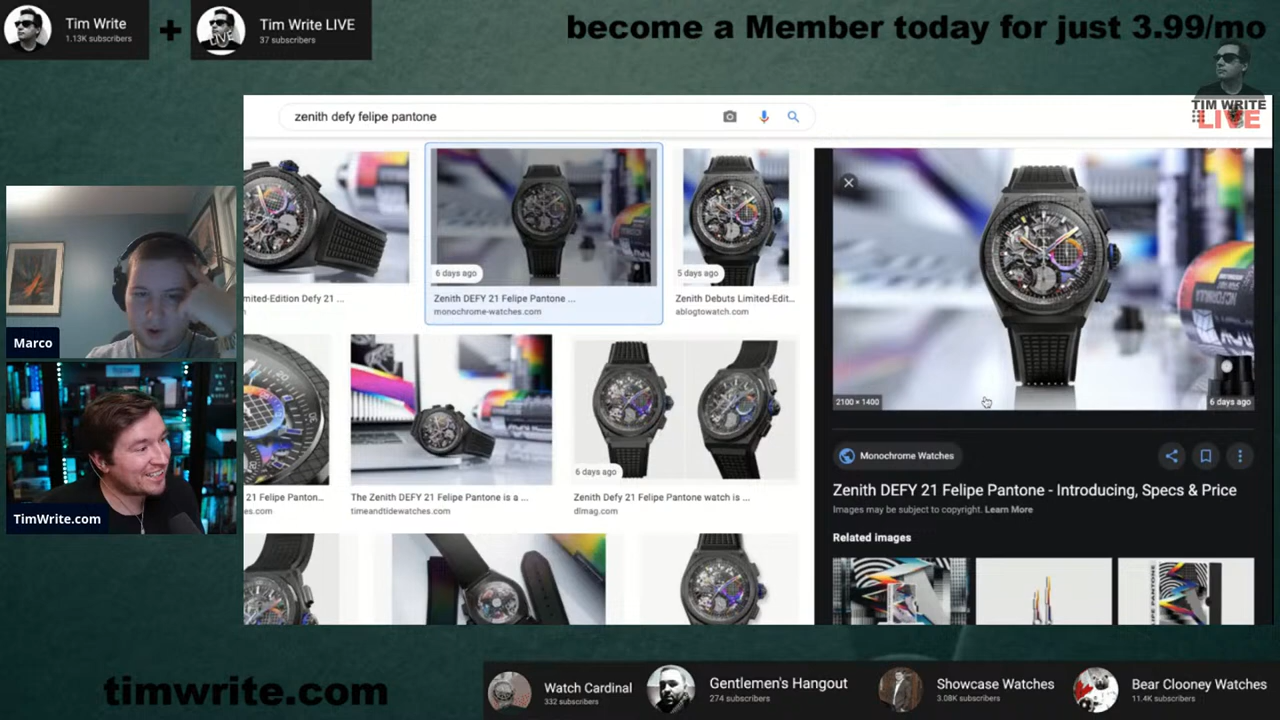 Tim Write
1.13K subscribers
Tim Write LIVE
37 subscribers
become a Member today for just 3.99/mo
TIM WRITE
LIVE
zenith defy felipe pantone
6 days ago
5 days ago
mited-Edition Defy 21 ...
Zenith DEFY 21 Felipe Pantone ...
monochrome-watches.com
Zenith Debuts Limited-Edit...
ablogtowatch.com
Marco
TimWrite.com
6 days ago
21 Felipe Panton...
es.com
The Zenith DEFY 21 Felipe Pantone is a ...
timeandtidewatches.com
Zenith Defy 21 Felipe Pantone watch is ...
dlmag.com
2100 × 1400
6 days ago
Monochrome Watches
Zenith DEFY 21 Felipe Pantone - Introducing, Specs & Price
Images may be subject to copyright. Learn More
Related images
timwrite.com
Watch Cardinal
332 subscribers
Gentlemen's Hangout
274 subscribers
Showcase Watches
3.08K subscribers
Bear Clooney Watches
11.4K subscribers